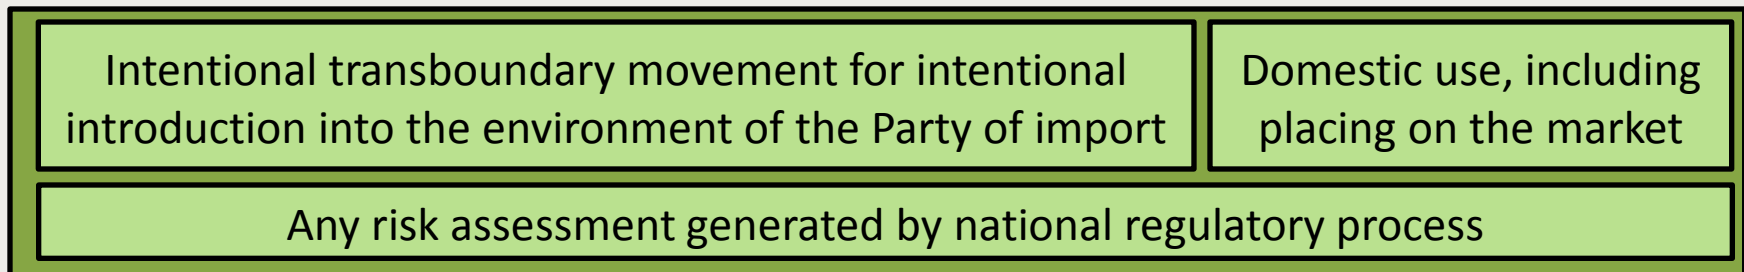 Intentional transboundary movement for intentional
introduction into the environment of the Party of import
Domestic use, including
placing on the market
Any risk assessment generated by national regulatory process